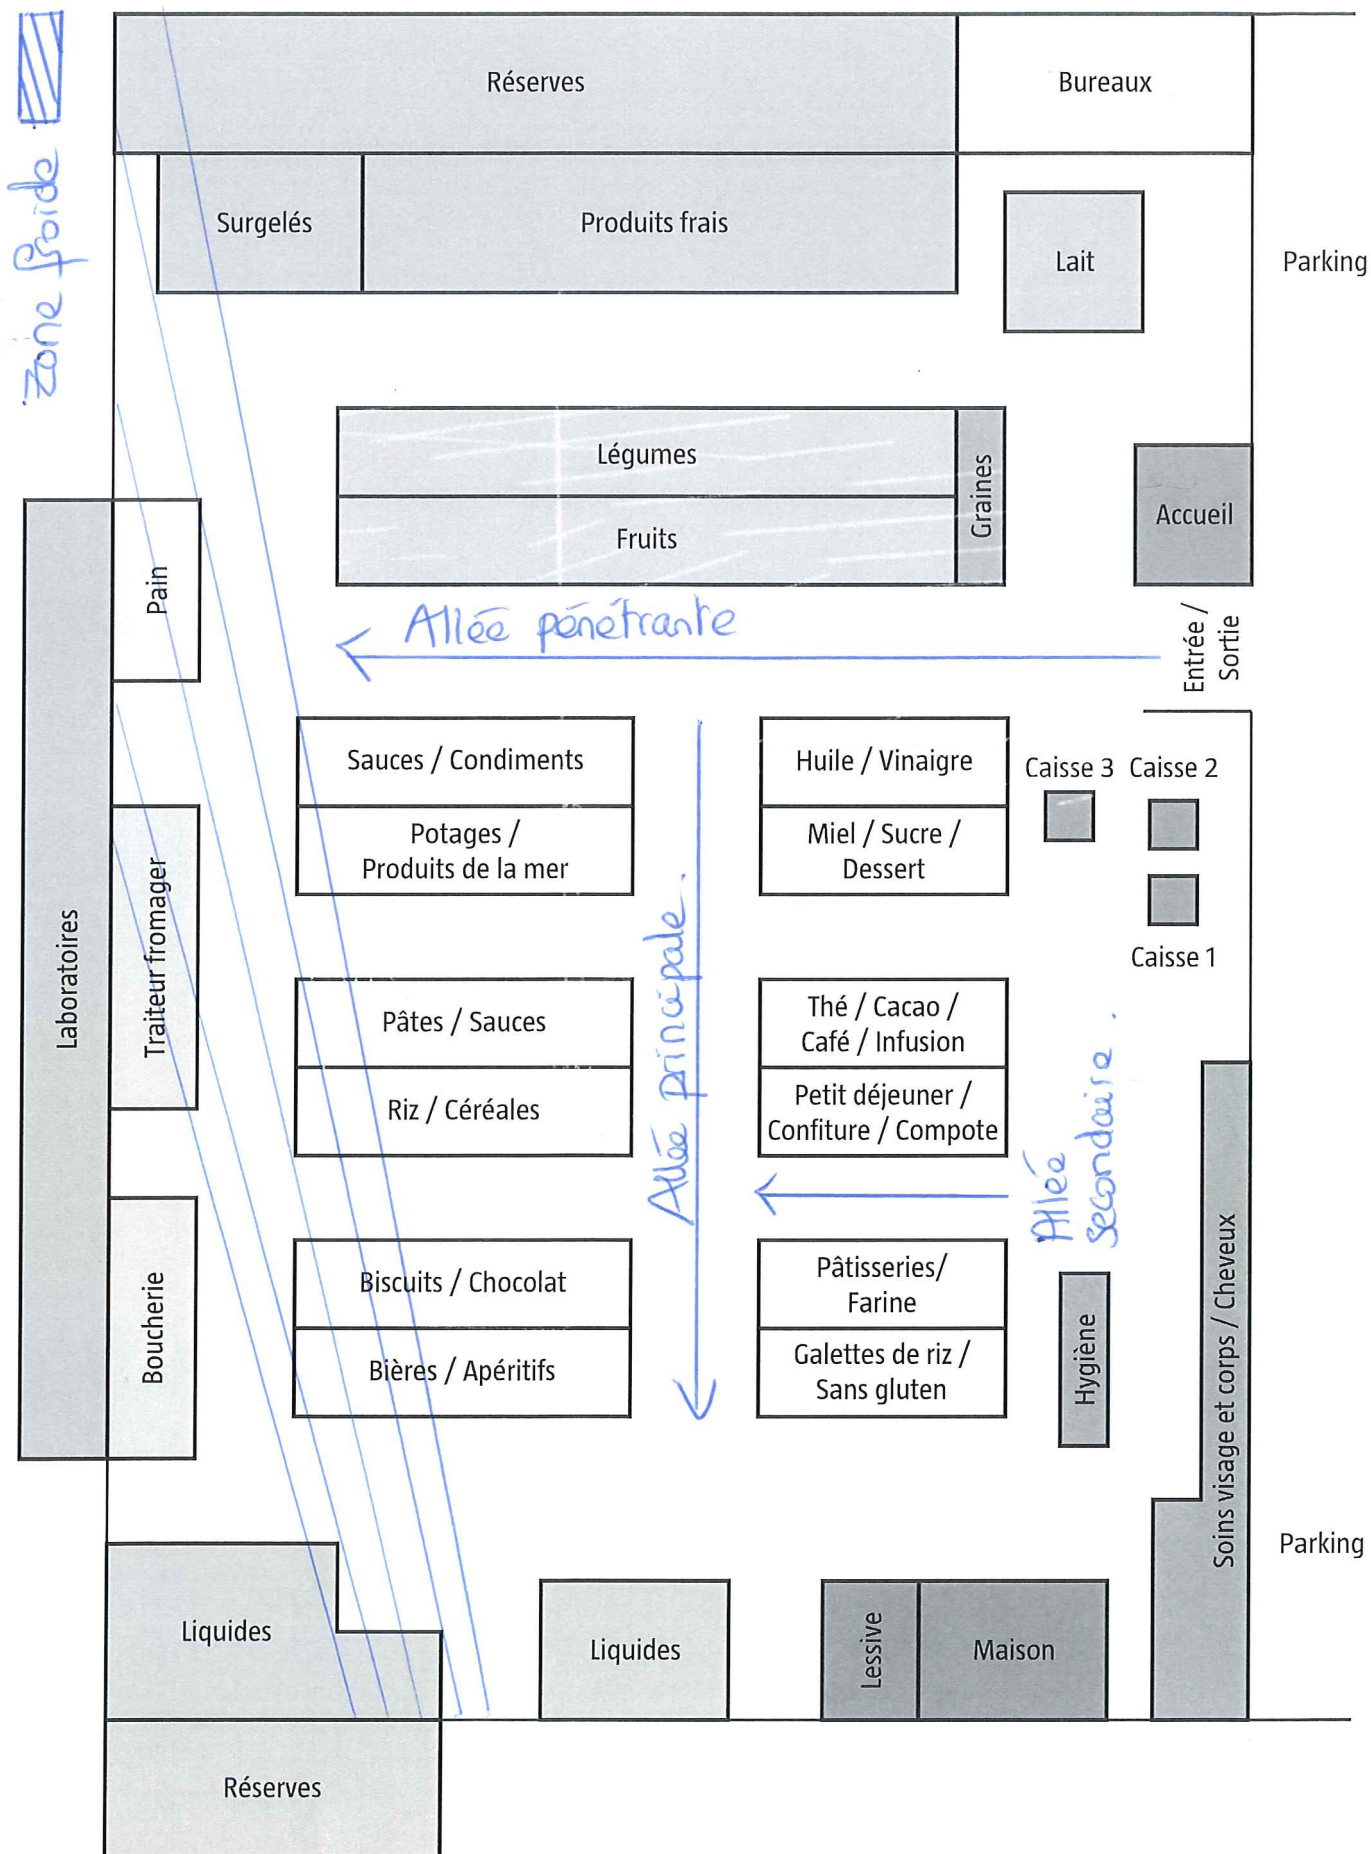 Zone froide
Réserves
Bureaux
Surgelés
Produits frais
Lait
Parking
Légumes
Fruits
Graines
Accueil
Pain
Allée pénétrante
Entrée /
Sortie
Sauces / Condiments
Potages /
Produits de la mer
Huile / Vinaigre
Miel / Sucre /
Dessert
Caisse 3
Caisse 2
Caisse 1
Laboratoires
Traiteur fromager
Allée principale.
Pâtes / Sauces
Riz / Céréales
Thé / Cacao /
Café / Infusion
Petit déjeuner /
Confiture / Compote
Allée
secondaire.
Boucherie
Biscuits / Chocolat
Bières / Apéritifs
Pâtisseries/
Farine
Galettes de riz /
Sans gluten
Hygiène
Soins visage et corps / Cheveux
Parking
Liquides
Liquides
Lessive
Maison
Réserves